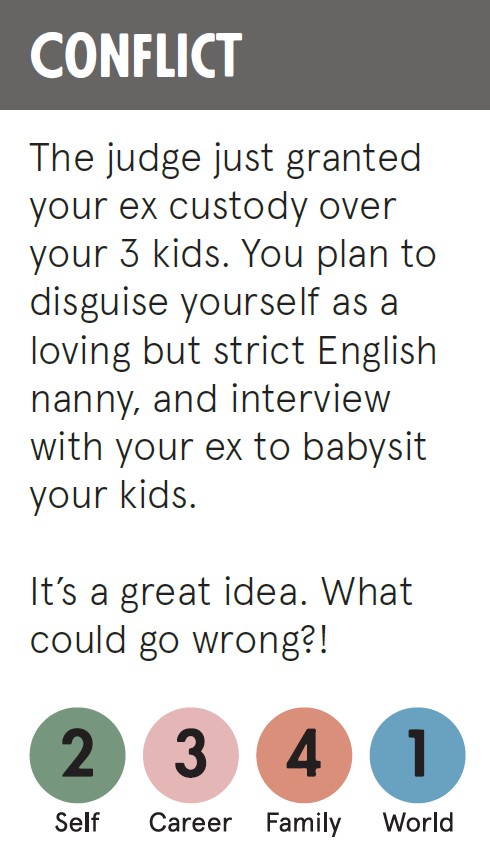 CONFLICT
The judge just granted
your ex custody over
your 3 kids. You plan to
disguise yourself as a
loving but strict English
nanny, and interview
with your ex to babysit
your kids.
It's a great idea. What
could go wrong?!
2 3 4 1
Self Career Family World